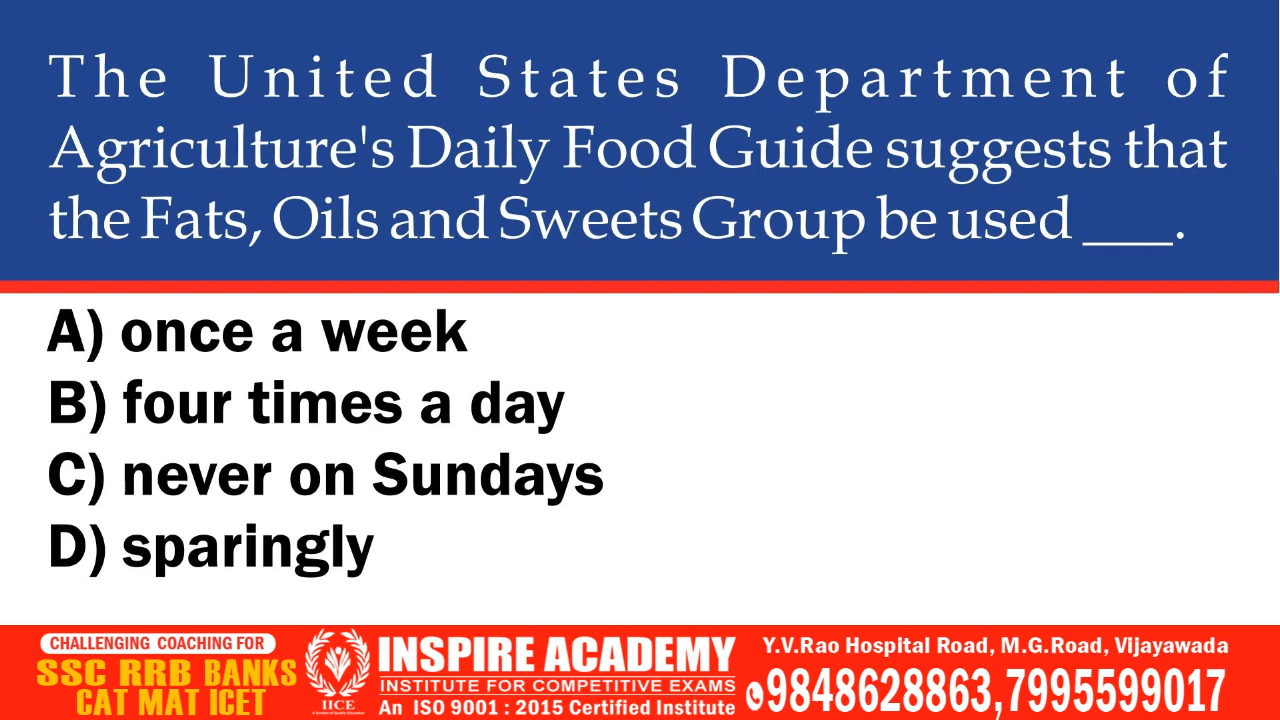 The United States Department of
Agriculture's Daily Food Guide suggests that
the Fats, Oils and Sweets Group be used ___.
A) once a week
B) four times a day
C) never on Sundays
D) sparingly
CHALLENGING COACHING FOR
SSC RRB BANKS
CAT MAT ICET
IICE
INSPIRE ACADEMY
INSTITUTE FOR COMPETITIVE EXAMS
An ISO 9001 : 2015 Certified Institute
Y.V.Rao Hospital Road, M.G.Road, Vijayawada
9848628863,7995599017